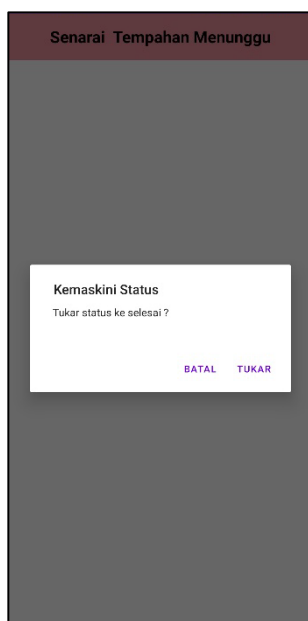 Senarai Tempahan Menunggu
Kemaskini Status
Tukar status ke selesai ?
BATAL TUKAR